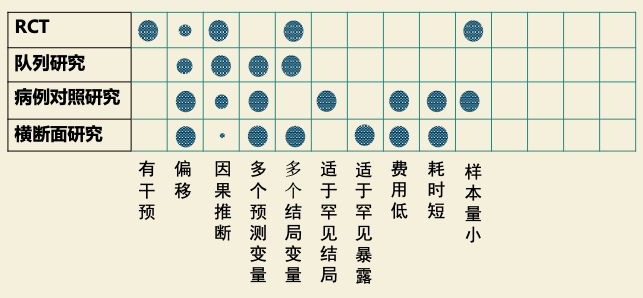 RCT
队列研究
病例对照研究
横断面研究
有干预
偏移
因果推断
多个预测变量
多个结局变量
适于罕见结局
适于罕见暴露
费用低
耗时短
样本量小